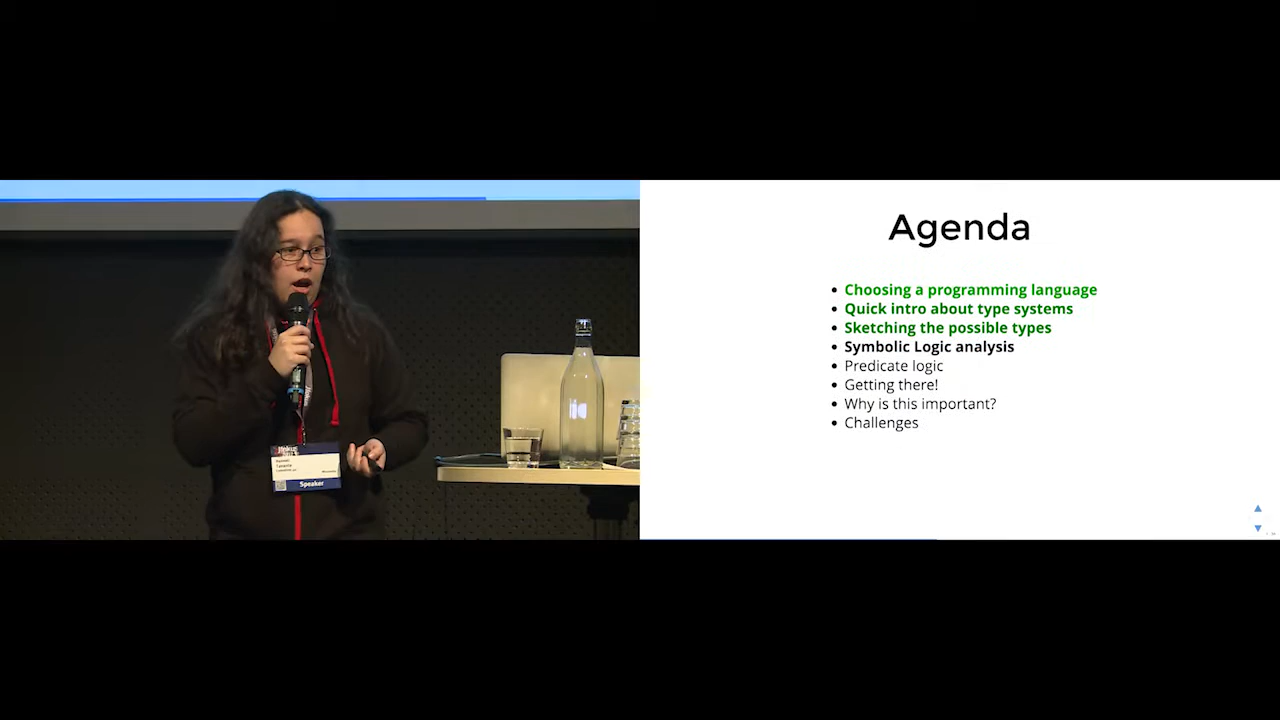 Speaker
Agenda
Choosing a programming language
Quick intro about type systems
Sketching the possible types
Symbolic Logic analysis
Predicate logic
Getting there!
Why is this important?
Challenges